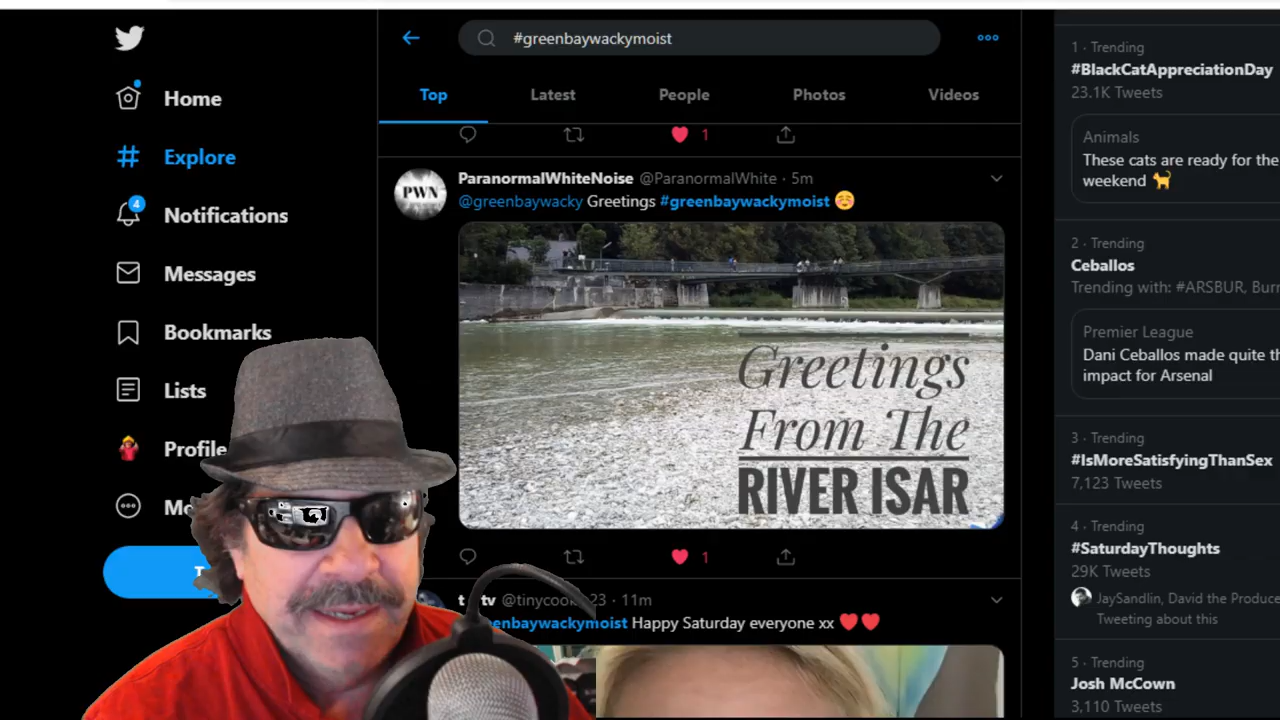 #greenbaywackymoist
Home
Explore
4
Notifications
Messages
Bookmarks
Lists
Profile
Top
Latest
People
Photos
Videos
1
PWN
ParanormalWhiteNoise @ParanormalWhite · 5m
@greenbaywacky Greetings #greenbaywackymoist
Greetings
From The
RIVER ISAR
1
23 · 11m
Happy Saturday everyone xx
1 · Trending
#BlackCatAppreciationDay
23.1K Tweets
Animals
These cats are ready for the
weekend
2 · Trending
Ceballos
Trending with: #ARSBUR,
Premier League
Dani Ceballos made quite
impact for Arsenal
3 · Trending
#IsMoreSatisfyingThanSex
7,123 Tweets
4 · Trending
#SaturdayThoughts
29K Tweets
JaySandlin, David the Produce
Tweeting about this
5 · Trending
Josh McCown
3,110 Tweets